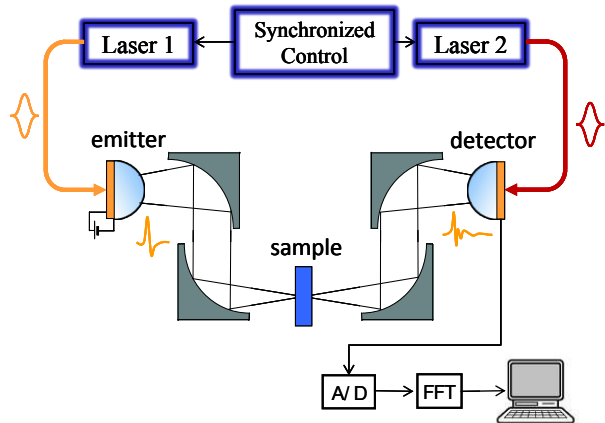 Laser 1
Synchronized
Control
Laser 2
emitter
detector
sample
A/D
FFT